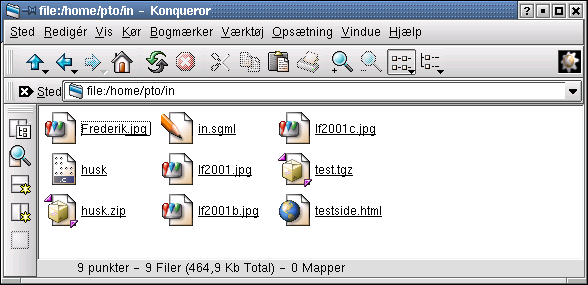 file:/home/pto/in - Konqueror
Sted Redigér Vis Kør Bogmærker Værktøj Opsætning Vindue Hjælp
Sted file:/home/pto/in
Frederik.jpg in.sgml lf2001c.jpg
husk lf2001.jpg test.tgz
husk.zip lf2001b.jpg testside.html
9 punkter - 9 Filer (464,9 Kb Total) - 0 Mapper